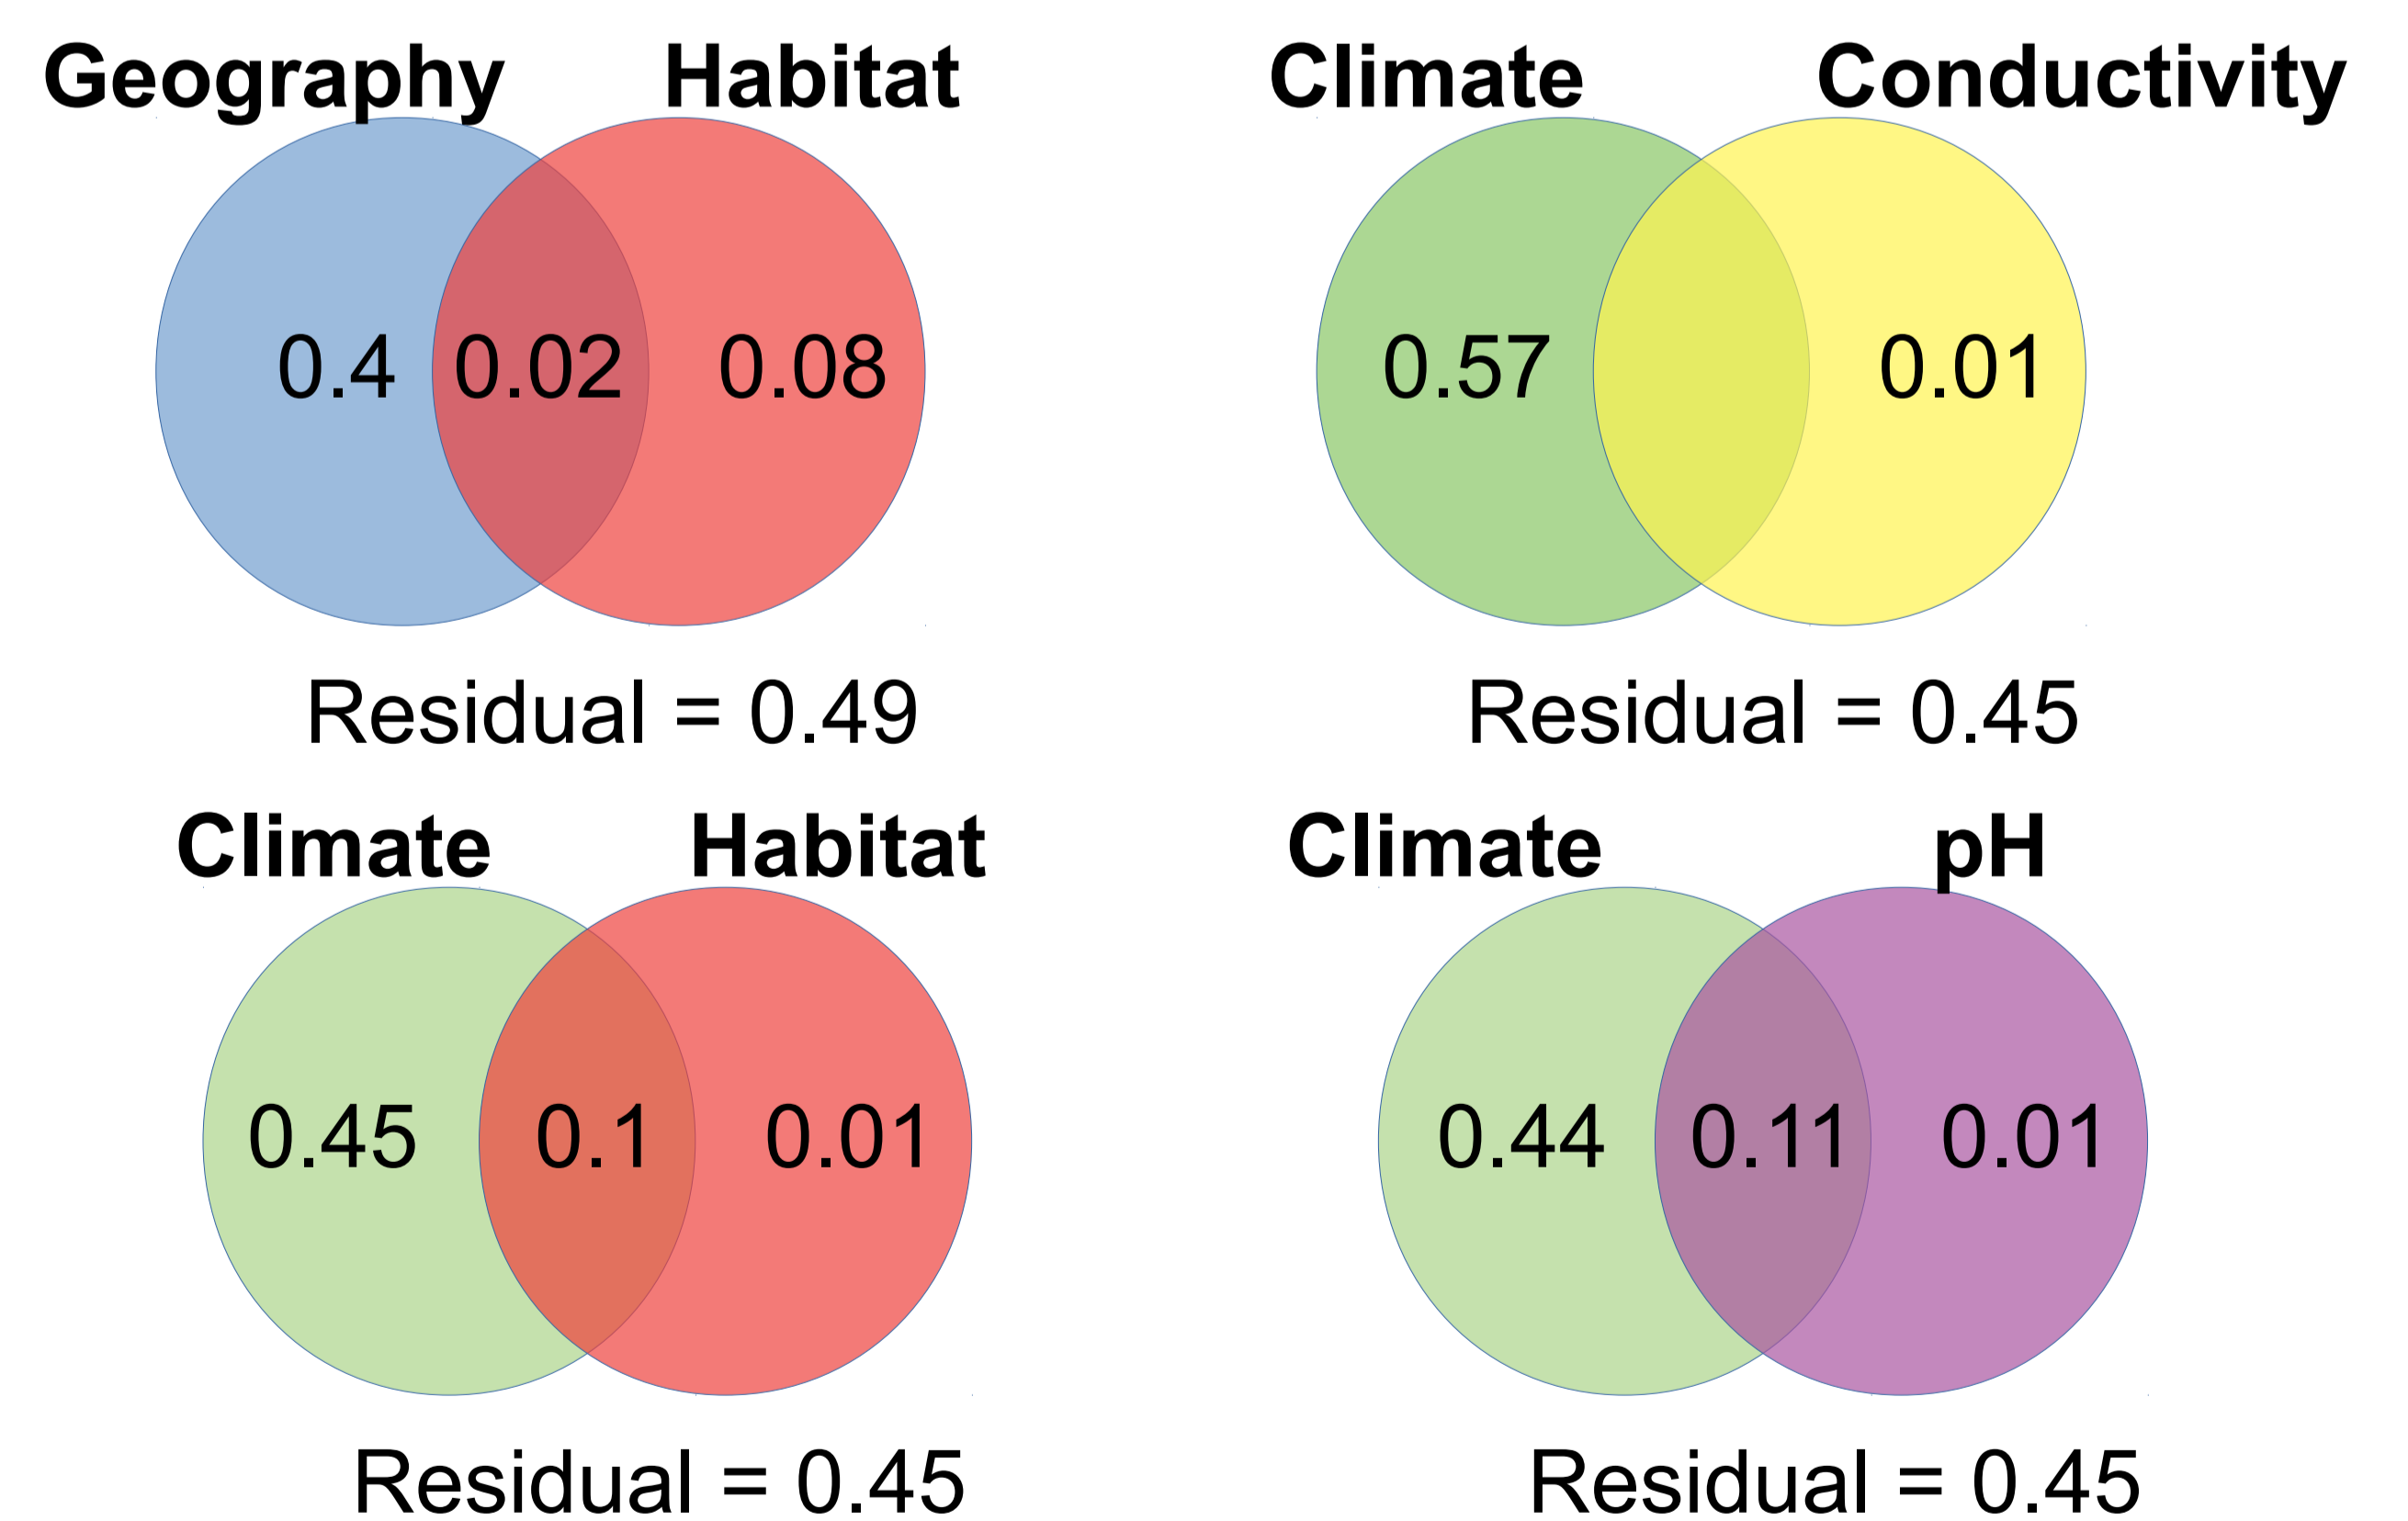 Geography Habitat
0.4 0.02 0.08
Residual = 0.49
Climate Conductivity
0.57 0.01
Residual = 0.45
Climate Habitat
0.45 0.1 0.01
Residual = 0.45
Climate pH
0.44 0.11 0.01
Residual = 0.45